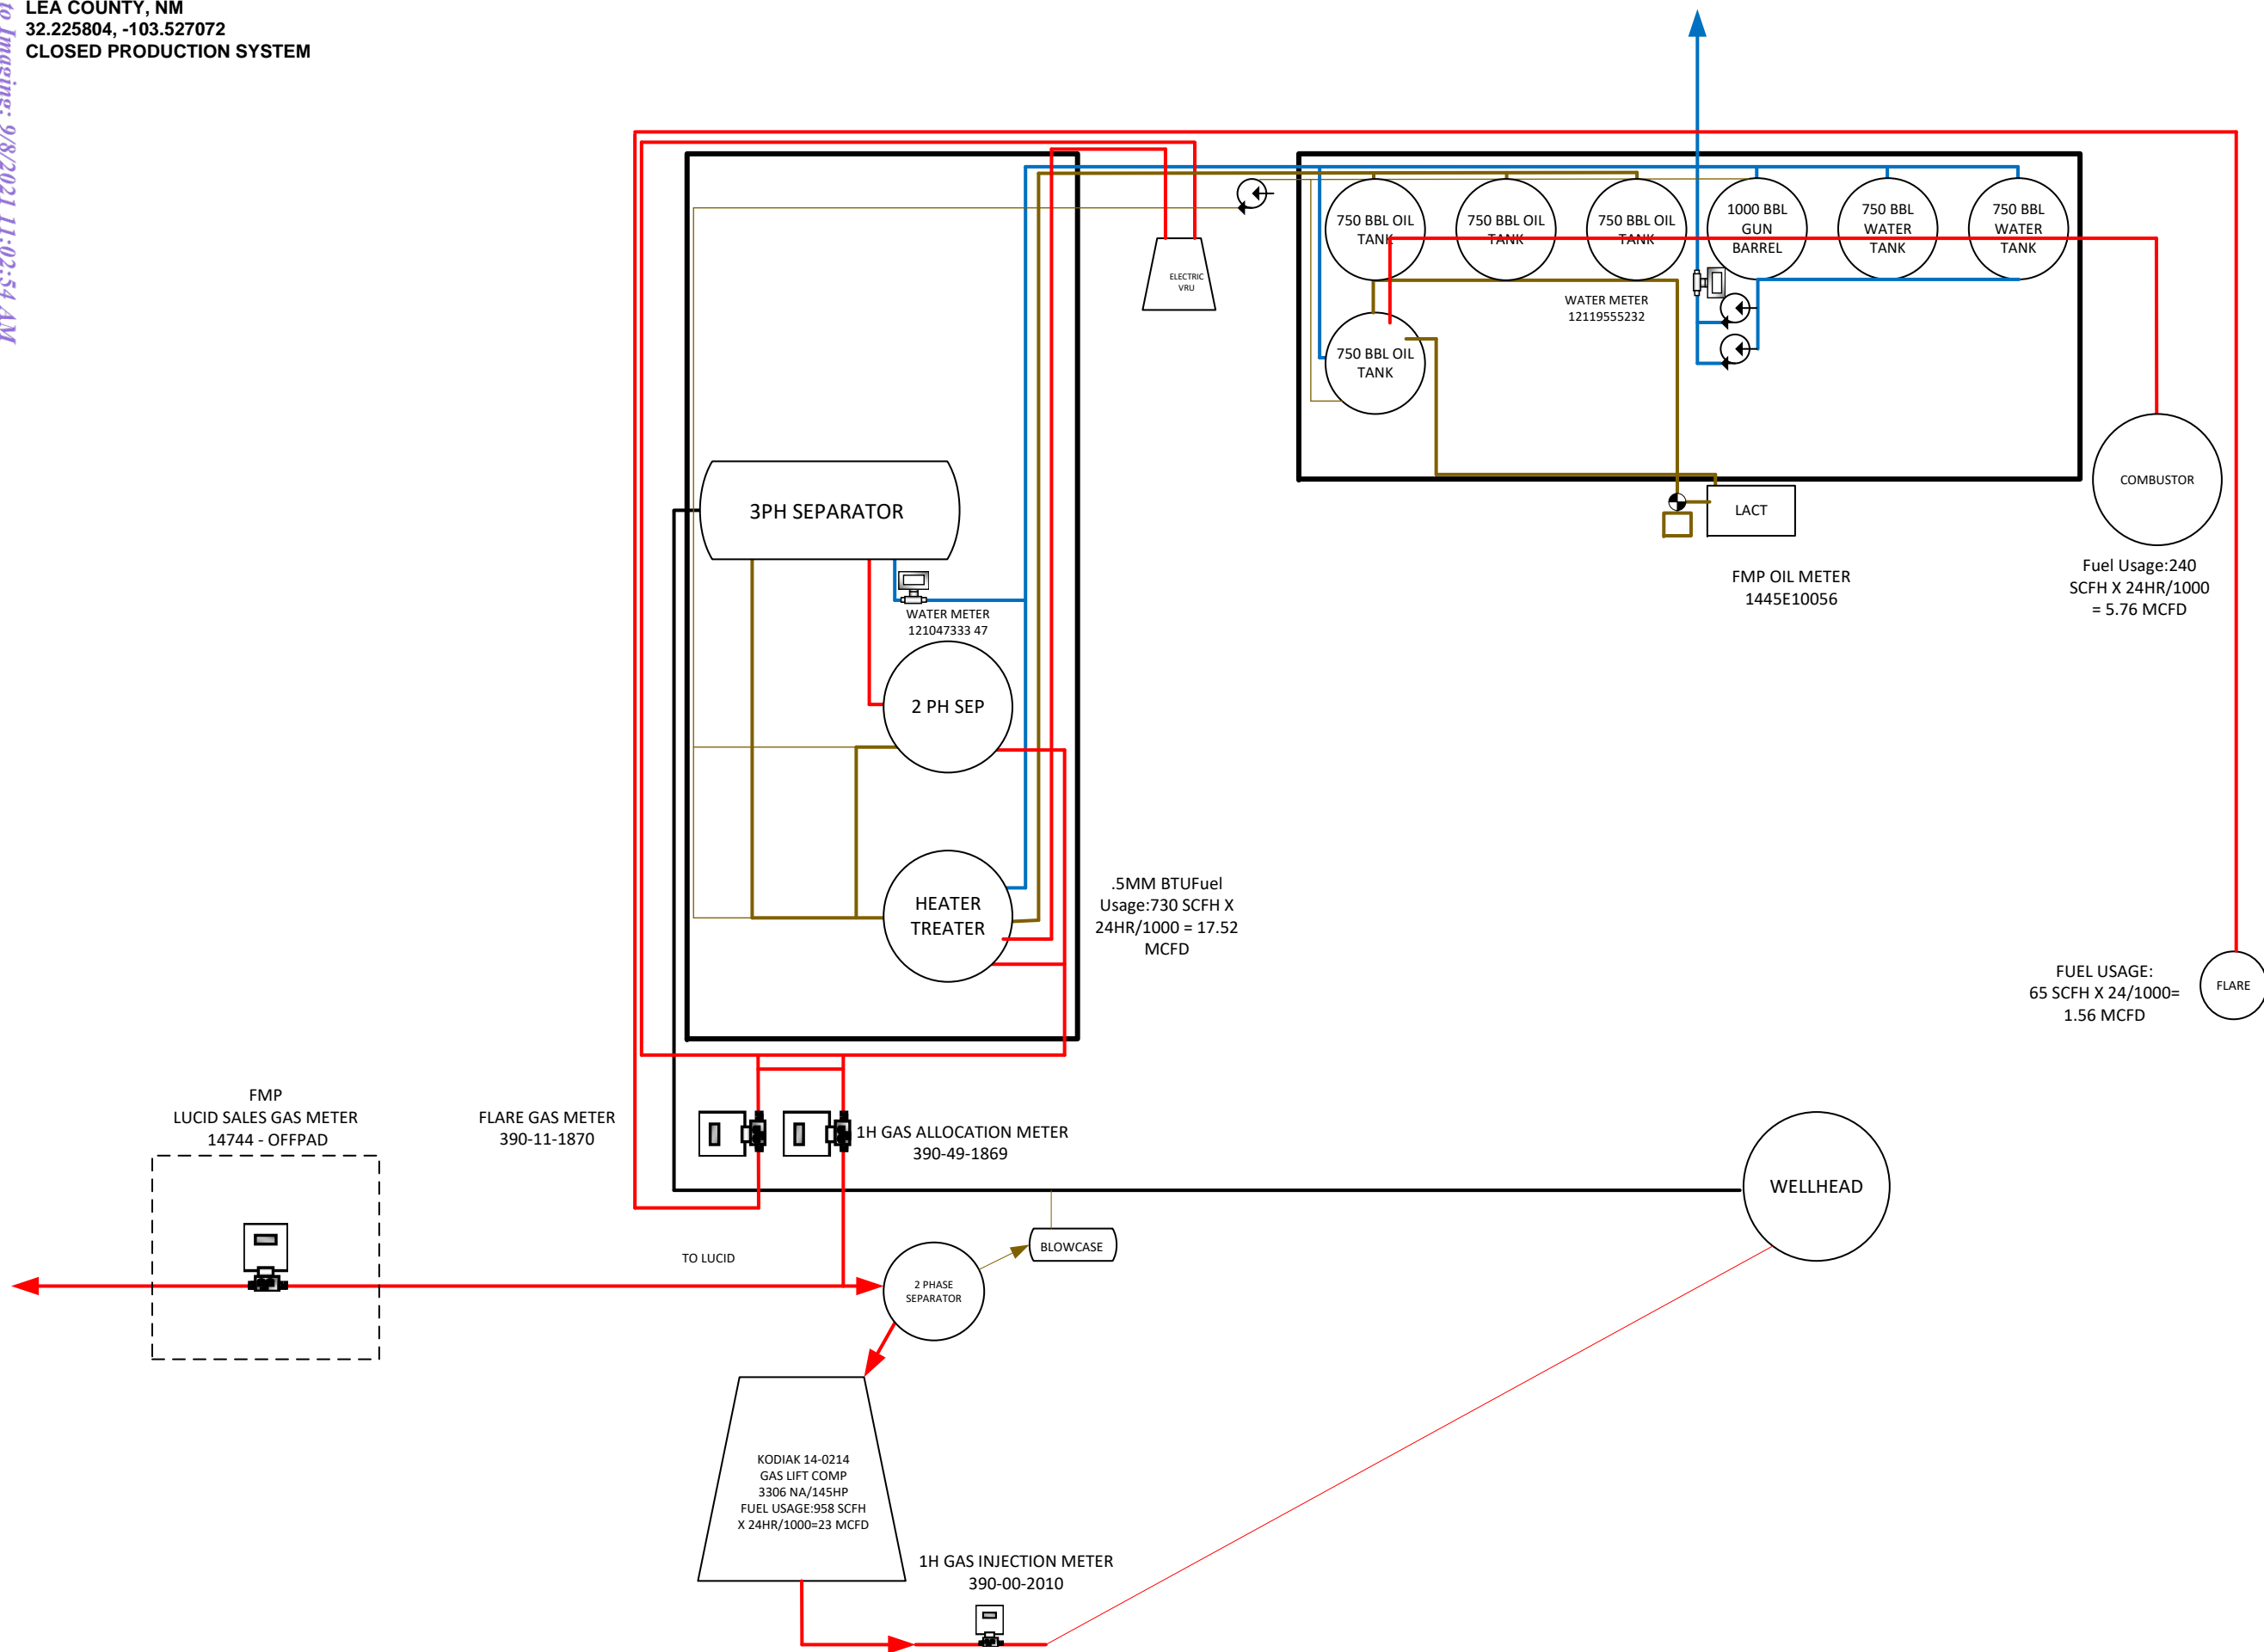 LEA COUNTY, NM
32.225804, -103.527072
CLOSED PRODUCTION SYSTEM
to Imaging: 9/8/2021 11:02:54 AM
750 BBL OIL
TANK
750 BBL OIL
TANK
750 BBL OIL
TANK
1000 BBL
GUN
BARREL
750 BBL
WATER
TANK
750 BBL
WATER
TANK
ELECTRIC
VRU
WATER METER
12119555232
750 BBL OIL
TANK
3PH SEPARATOR
LACT
COMBUSTOR
FMP OIL METER
1445E10056
Fuel Usage:240
SCFH X 24HR/1000
= 5.76 MCFD
WATER METER
121047333 47
2 PH SEP
HEATER
TREATER
.5MM BTUFuel
Usage:730 SCFH X
24HR/1000 = 17.52
MCFD
FUEL USAGE:
65 SCFH X 24/1000=
1.56 MCFD
FLARE
FMP
LUCID SALES GAS METER
14744 - OFFPAD
FLARE GAS METER
390-11-1870
1H GAS ALLOCATION METER
390-49-1869
WELLHEAD
TO LUCID
BLOWCASE
2 PHASE
SEPARATOR
KODIAK 14-0214
GAS LIFT COMP
3306 NA/145HP
FUEL USAGE:958 SCFH
X 24HR/1000=23 MCFD
1H GAS INJECTION METER
390-00-2010